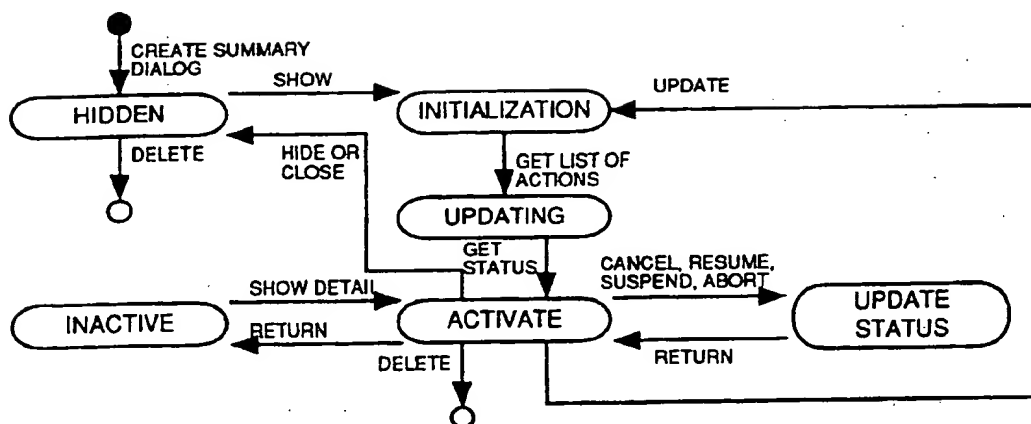 CREATE SUMMARY
DIALOG
SHOW
UPDATE
HIDDEN
INITIALIZATION
DELETE
HIDE OR
CLOSE
GET LIST OF
ACTIONS
UPDATING
GET
STATUS
CANCEL, RESUME,
SUSPEND, ABORT
SHOW DETAIL
INACTIVE
ACTIVATE
UPDATE
STATUS
RETURN
RETURN
DELETE